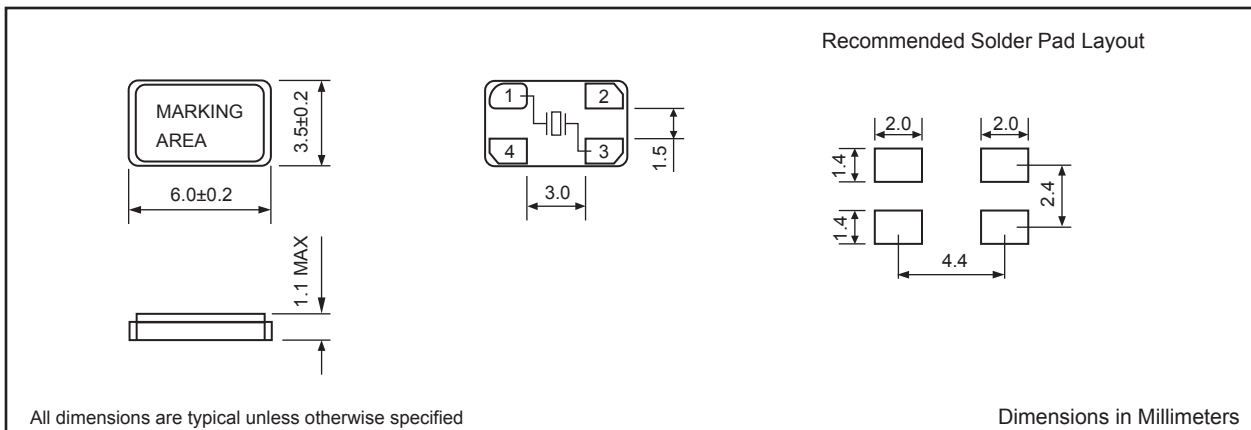 Recommended Solder Pad Layout
MARKING
AREA
3.5±0.2
6.0±0.2
1.1 MAX
1
2
4
3
1.5
3.0
2.0
2.0
1.4
1.4
2.4
4.4
All dimensions are typical unless otherwise specified
Dimensions in Millimeters